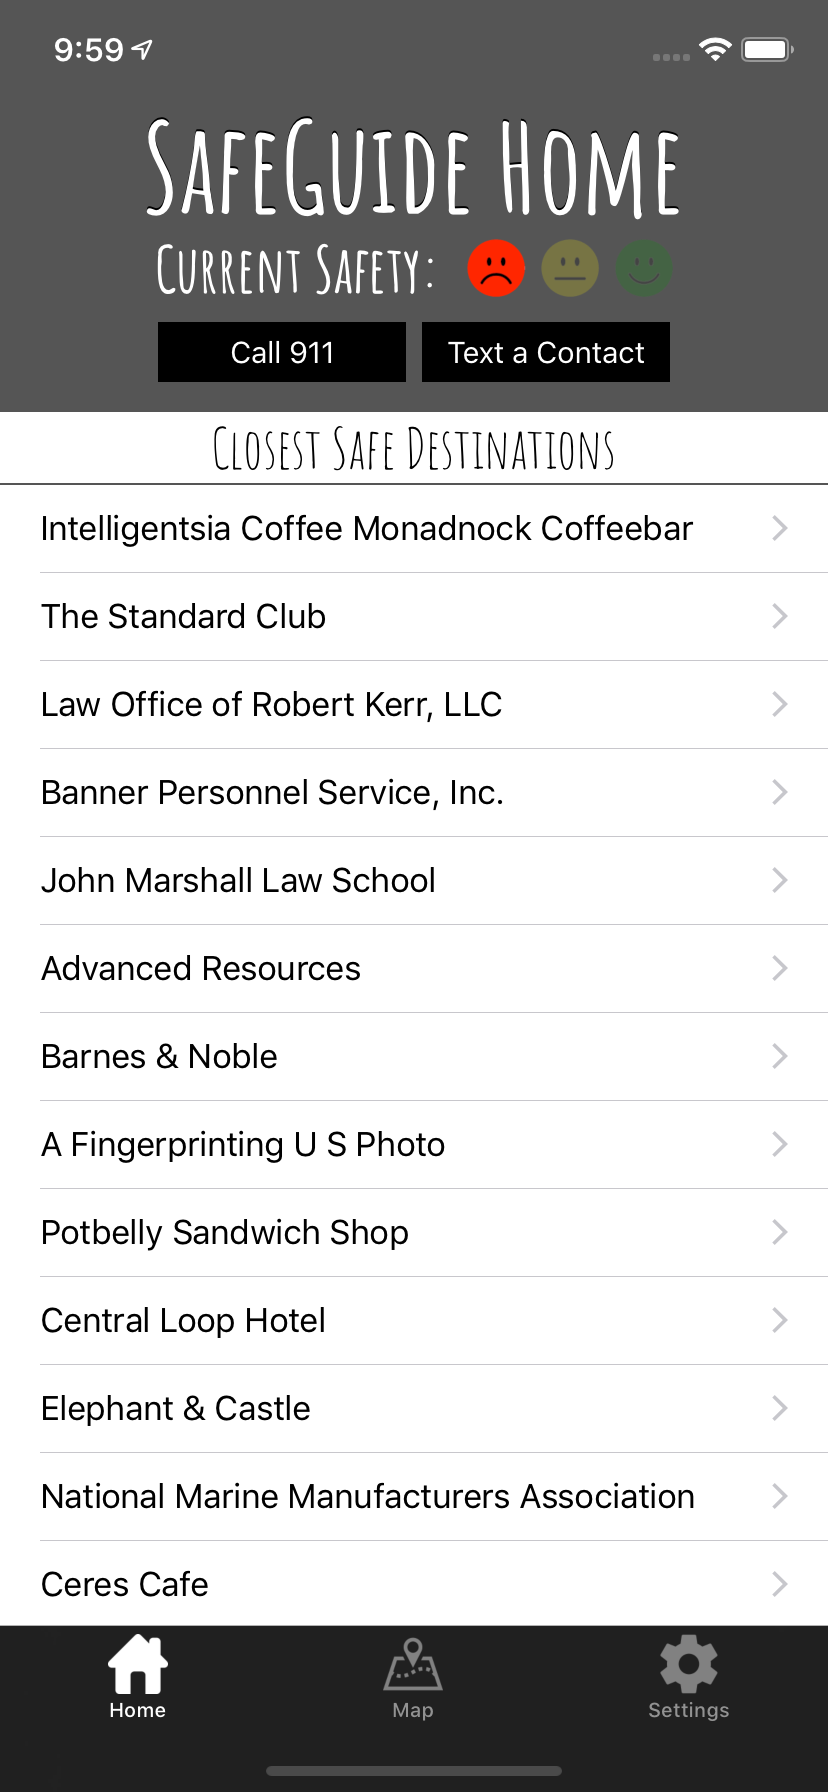 9:59
SafeGuide Home
Current Safety:
Call 911
Text a Contact
Closest Safe Destinations
Intelligentsia Coffee Monadnock Coffeebar
The Standard Club
Law Office of Robert Kerr, LLC
Banner Personnel Service, Inc.
John Marshall Law School
Advanced Resources
Barnes & Noble
A Fingerprinting U S Photo
Potbelly Sandwich Shop
Central Loop Hotel
Elephant & Castle
National Marine Manufacturers Association
Ceres Cafe
Home
Map
Settings